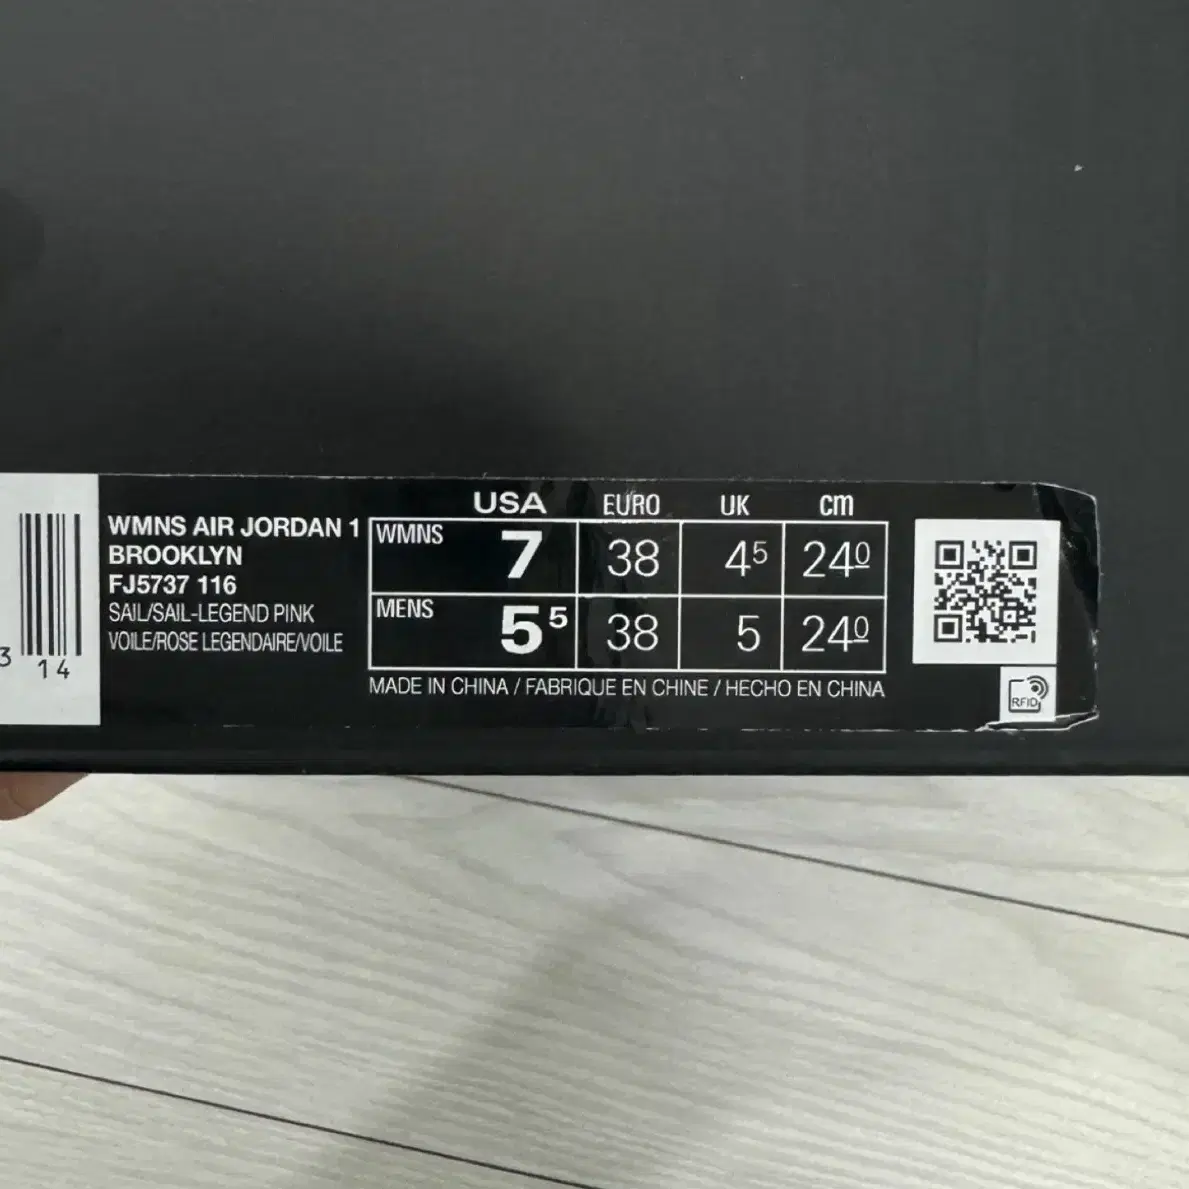 WMNS AIR JORDAN 1
BROOKLYN
FJ5737 116
SAIL/SAIL-LEGEND PINK
VOILE/ROSE LEGENDAIRE/VOILE
3 14
USA EURO UK cm
WMNS 7 38 4⁵ 24⁰
MENS 5⁵ 38 5 24⁰
MADE IN CHINA / FABRIQUE EN CHINE / HECHO EN CHINA
RFID